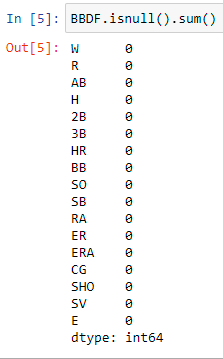 In [5]: BBDF.isnull().sum()
Out[5]: W 0
R 0
AB 0
H 0
2B 0
3B 0
HR 0
BB 0
SO 0
SB 0
RA 0
ER 0
ERA 0
CG 0
SHO 0
SV 0
E 0
dtype: int64